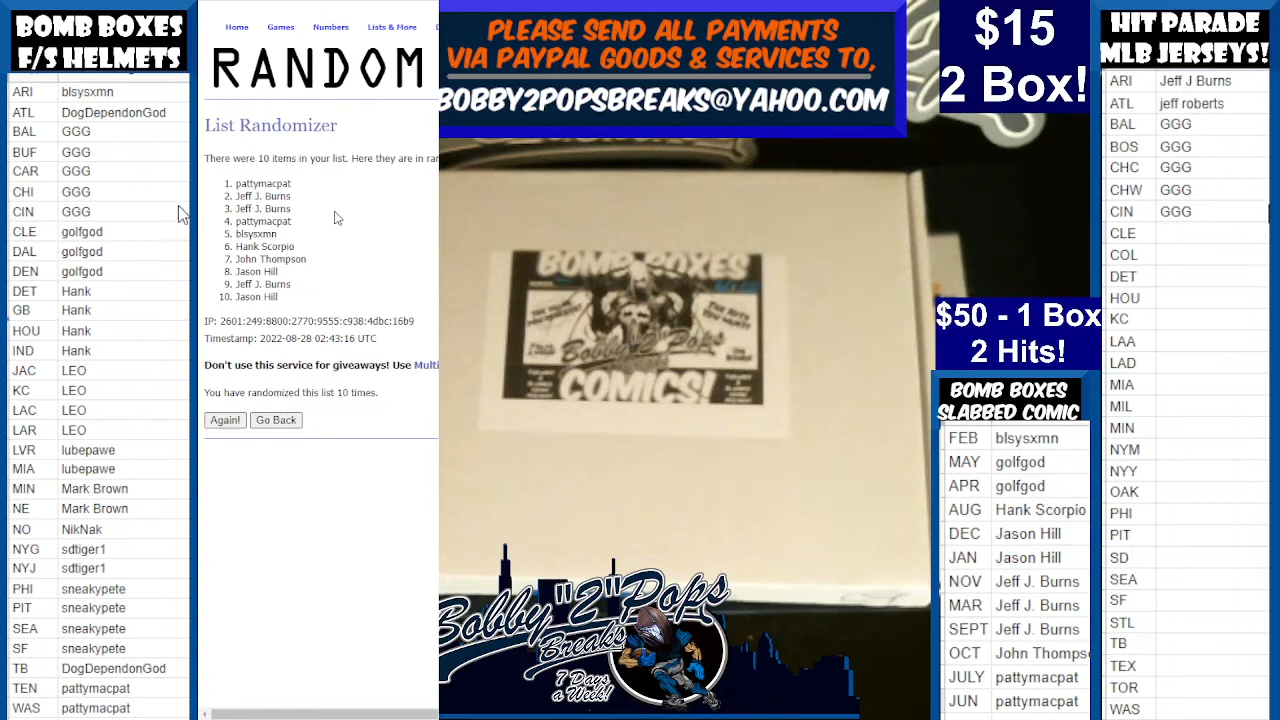 BOMB BOXES
F/S HELMETS
ARI blsysxmn
ATL DogDependonGod
BAL GGG
BUF GGG
CAR GGG
CHI GGG
CIN GGG
CLE golfgod
DAL golfgod
DEN golfgod
DET Hank
GB Hank
HOU Hank
IND Hank
JAC LEO
KC LEO
LAC LEO
LAR LEO
LVR lubepawe
MIA lubepawe
MIN Mark Brown
NE Mark Brown
NO NikNak
NYG sdtiger1
NYJ sdtiger1
PHI sneakypete
PIT sneakypete
SEA sneakypete
SF sneakypete
TB DogDependonGod
TEN pattymacpat
WAS pattymacpat
Home Games Numbers Lists & More
RANDOM
List Randomizer
There were 10 items in your list. Here they are in ran
1. pattymacpat
2. Jeff J. Burns
3. Jeff J. Burns
4. pattymacpat
5. blsysxmn
6. Hank Scorpio
7. John Thompson
8. Jason Hill
9. Jeff J. Burns
10. Jason Hill
IP: 2601:249:8800:2770:9555:c938:4dbc:16b9
Timestamp: 2022-08-28 02:43:16 UTC
Don't use this service for giveaways! Use Multi
You have randomized this list 10 times.
Again! Go Back
PLEASE SEND ALL PAYMENTS
VIA PAYPAL GOODS & SERVICES TO,
BOBBY2POPSBREAKS@YAHOO.COM
BOMB BOXES
Bobby "2" Pops
COMICS!
Bobby "2" Pops
Breaks
7 Days
a Week!
$15
2 Box!
$50 - 1 Box
2 Hits!
BOMB BOXES
SLABBED COMIC
FEB blsysxmn
MAY golfgod
APR golfgod
AUG Hank Scorpio
DEC Jason Hill
JAN Jason Hill
NOV Jeff J. Burns
MAR Jeff J. Burns
SEPT Jeff J. Burns
OCT John Thompso
JULY pattymacpat
JUN pattymacpat
HIT PARADE
MLB JERSEYS!
ARI Jeff J Burns
ATL jeff roberts
BAL GGG
BOS GGG
CHC GGG
CHW GGG
CIN GGG
CLE
COL
DET
HOU
KC
LAA
LAD
MIA
MIL
MIN
NYM
NYY
OAK
PHI
PIT
SD
SEA
SF
STL
TB
TEX
TOR
WAS